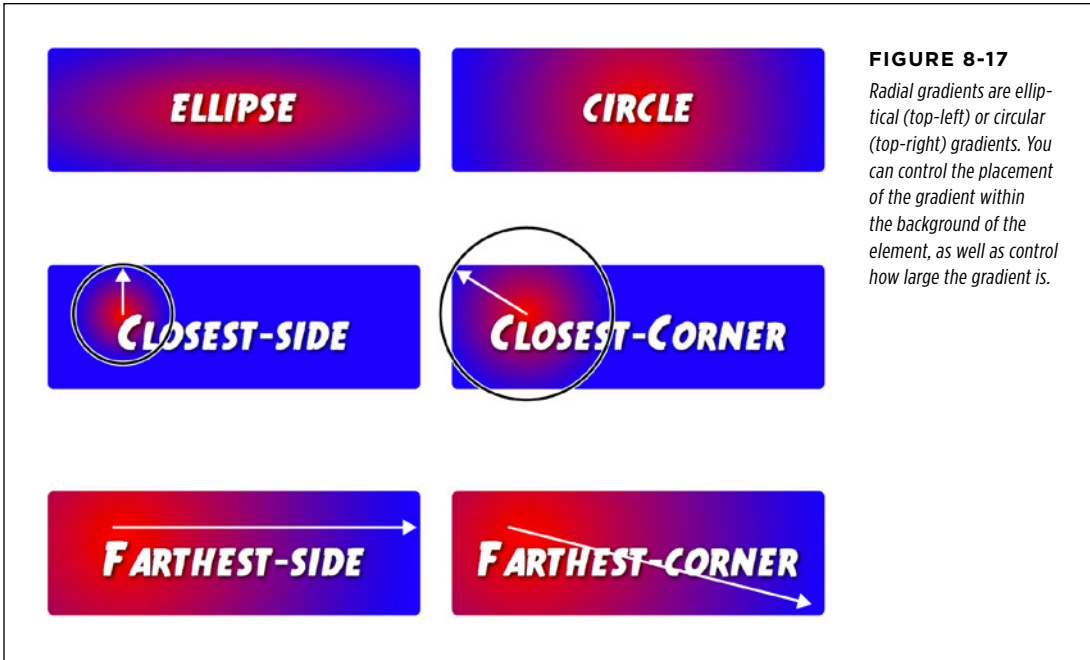 ELLIPSE
CIRCLE
FIGURE 8-17
Radial gradients are ellip-
tical (top-left) or circular
(top-right) gradients. You
can control the placement
of the gradient within
the background of the
element, as well as control
how large the gradient is.
CLOSEST-SIDE
CLOSEST-CORNER
FARTHEST-SIDE
FARTHEST-CORNER